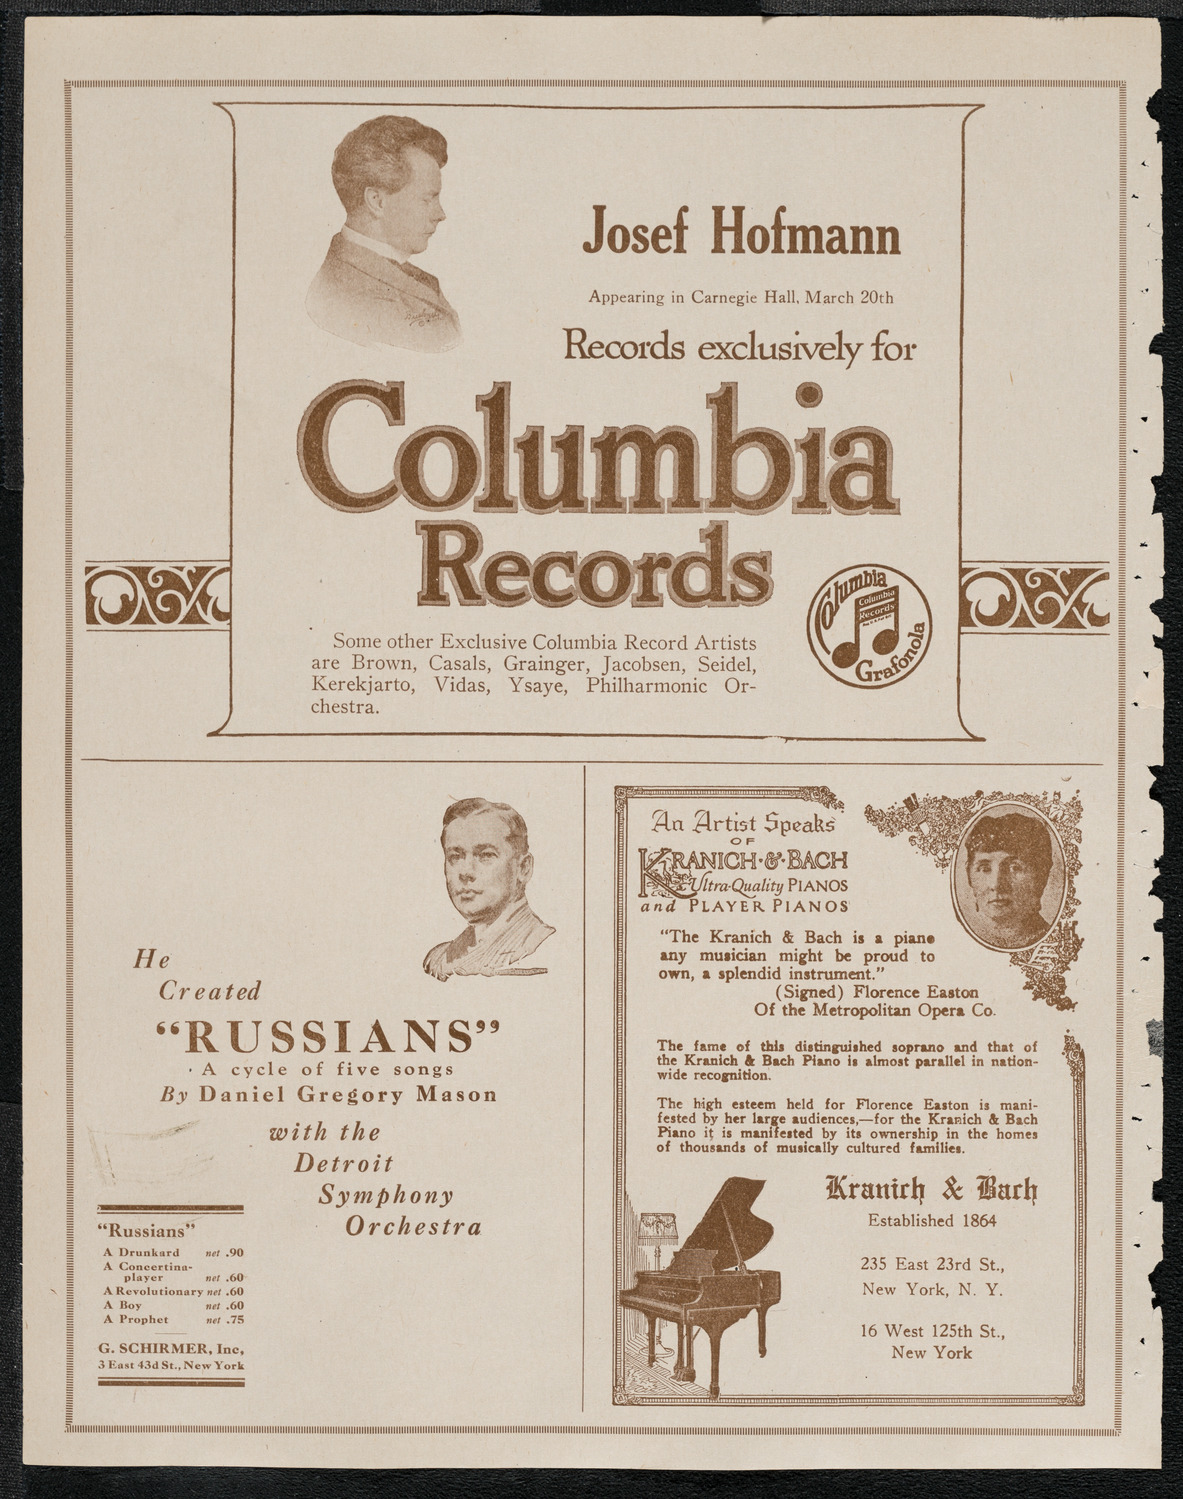 Josef Hofmann
Appearing in Carnegie Hall, March 20th
Records exclusively for
Columbia
Records
Some other Exclusive Columbia Record Artists
are Brown, Casals, Grainger, Jacobsen, Seidel,
Kerekjarto, Vidas, Ysaye, Philharmonic Or-
chestra.
Columbia
Columbia
Records
Grafonola
He
Created
"RUSSIANS"
A cycle of five songs
By Daniel Gregory Mason
with the
Detroit
Symphony
Orchestra
"Russians"
A Drunkard net .90
A Concertina-
player net .60
A Revolutionary net .60
A Boy net .60
A Prophet net .75
G. SCHIRMER, Inc,
3 East 43d St., New York
An Artist Speaks
OF
KRANICH·&·BACH
Ultra-Quality PIANOS
and PLAYER PIANOS
"The Kranich & Bach is a piano
any musician might be proud to
own, a splendid instrument."
(Signed) Florence Easton
Of the Metropolitan Opera Co.
The fame of this distinguished soprano and that of
the Kranich & Bach Piano is almost parallel in nation-
wide recognition.
The high esteem held for Florence Easton is mani-
fested by her large audiences,—for the Kranich & Bach
Piano it is manifested by its ownership in the homes
of thousands of musically cultured families.
Kranich & Bach
Established 1864
235 East 23rd St.,
New York, N. Y.
16 West 125th St.,
New York